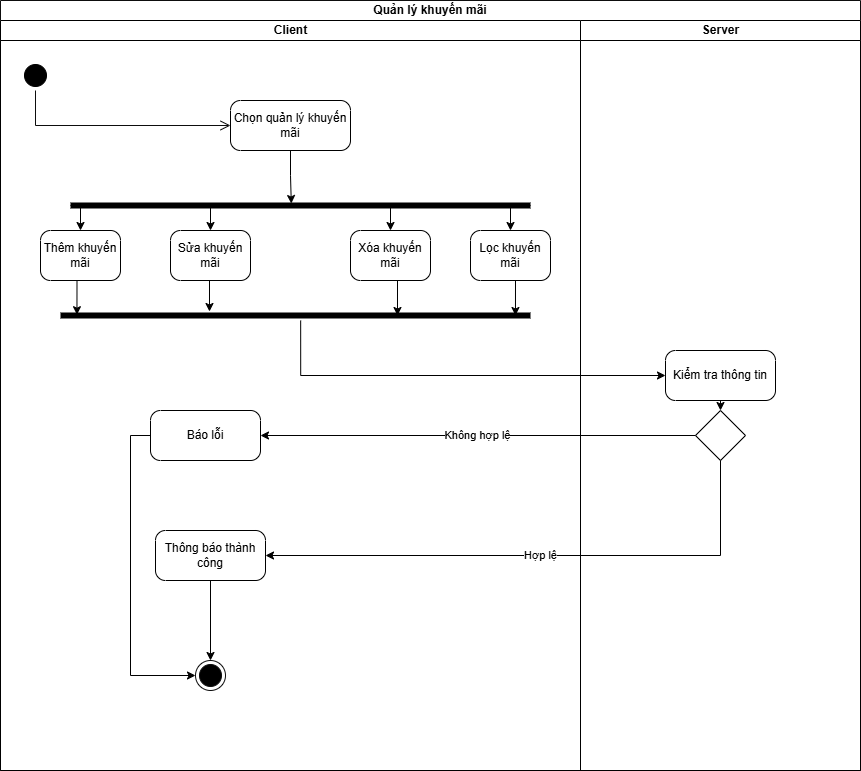 Quản lý khuyến mãi
Client
Server
Chọn quản lý khuyến
mãi
Thêm khuyến
mãi
Sửa khuyến
mãi
Xóa khuyến
mãi
Lọc khuyến
mãi
Kiểm tra thông tin
Báo lỗi
Không hợp lệ
Thông báo thành
công
Hợp lệ